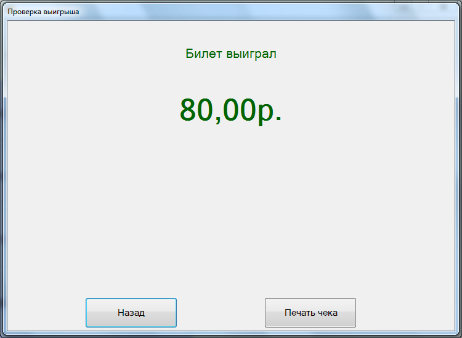 Проверка выигрыша
Билет выиграл
80,00р.
Назад
Печать чека